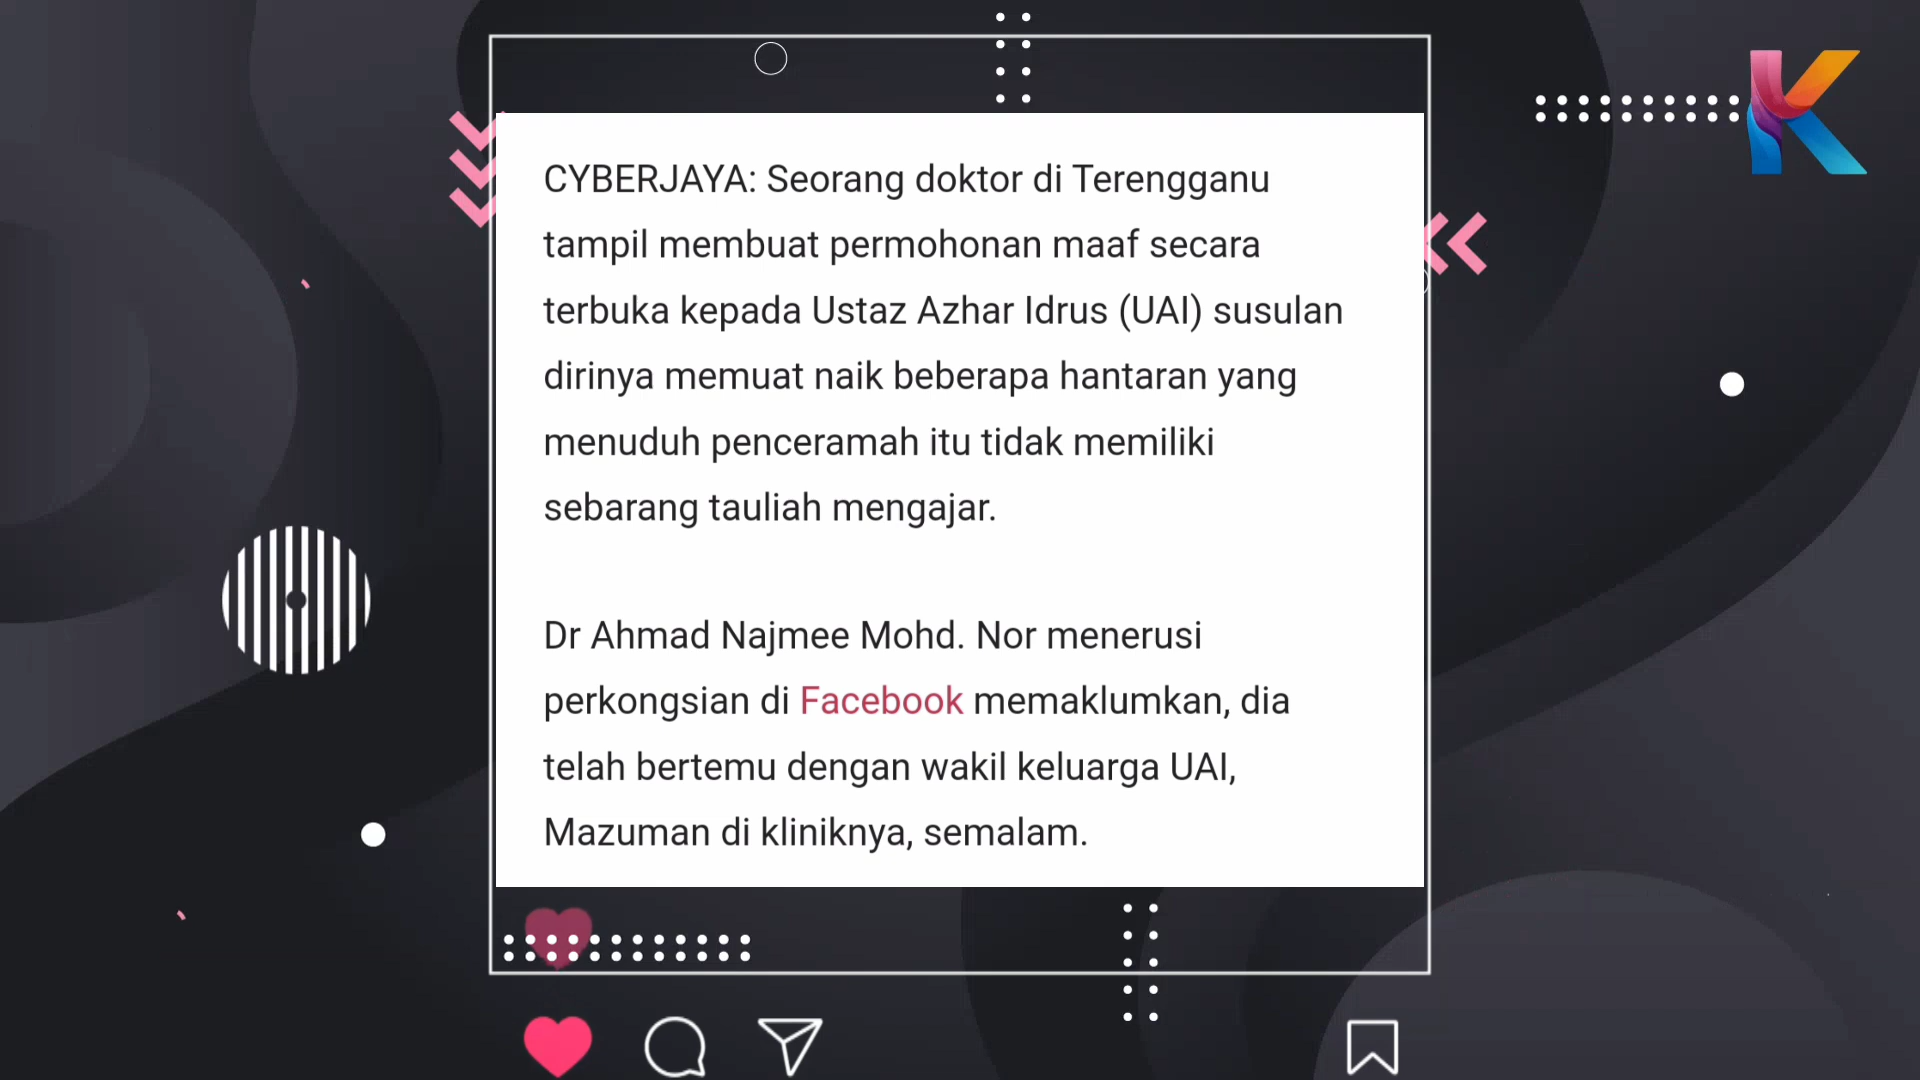 CYBERJAYA: Seorang doktor di Terengganu
tampil membuat permohonan maaf secara
terbuka kepada Ustaz Azhar Idrus (UAI) susulan
dirinya memuat naik beberapa hantaran yang
menuduh penceramah itu tidak memiliki
sebarang tauliah mengajar.
Dr Ahmad Najmee Mohd. Nor menerusi
perkongsian di Facebook memaklumkan, dia
telah bertemu dengan wakil keluarga UAI,
Mazuman di kliniknya, semalam.
K